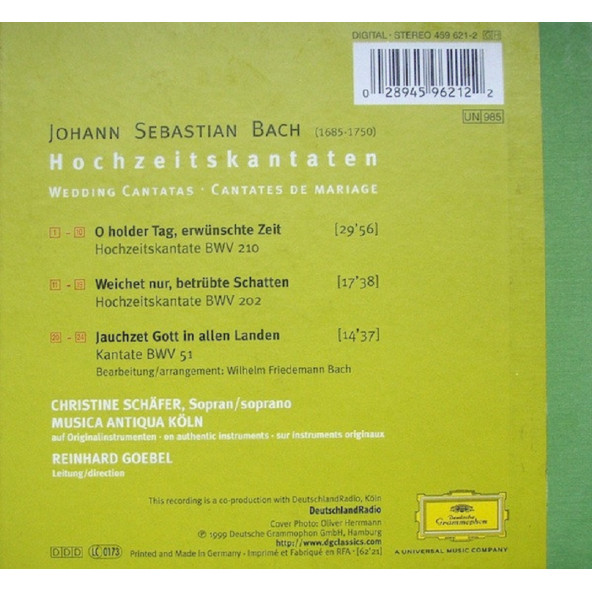 DIGITAL · STEREO 459 621-2 GH
0 28945 96212 2
UN 985
JOHANN SEBASTIAN BACH (1685-1750)
Hochzeitskantaten
WEDDING CANTATAS · CANTATES DE MARIAGE
1 - 10 O holder Tag, erwünschte Zeit [29'56]
Hochzeitskantate BWV 210
11 - Weichet nur, betrübte Schatten [17'38]
Hochzeitskantate BWV 202
20 - 24 Jauchzet Gott in allen Landen [14'37]
Kantate BWV 51
Bearbeitung/arrangement: Wilhelm Friedemann Bach
CHRISTINE SCHÄFER, Sopran/soprano
MUSICA ANTIQUA KÖLN
auf Originalinstrumenten · on authentic instruments · sur instruments originaux
REINHARD GOEBEL
Leitung/direction
This recording is a co-production with DeutschlandRadio, Köln
DeutschlandRadio
Cover Photo: Oliver Herrmann
℗ 1999 Deutsche Grammophon GmbH, Hamburg
http://www.dgclassics.com
DDD LC 0173 Printed and Made in Germany · Imprimé et Fabriqué en RFA · [62'21]
Deutsche
Grammophon
A UNIVERSAL MUSIC COMPANY